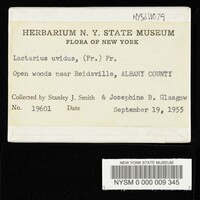 HERBARIUM N. Y. STATE MUSEUM
FLORA OF NEW YORK
Lactarius uvidus, (Fr.) Fr.
Open woods near Reidsville, ALBANY COUNTY
Collected by Stanley J. Smith & Josephine B. Glasgow
No. 19601 Date September 19, 1955
NEW YORK STATE MUSEUM
NYSM 0 000 009 345